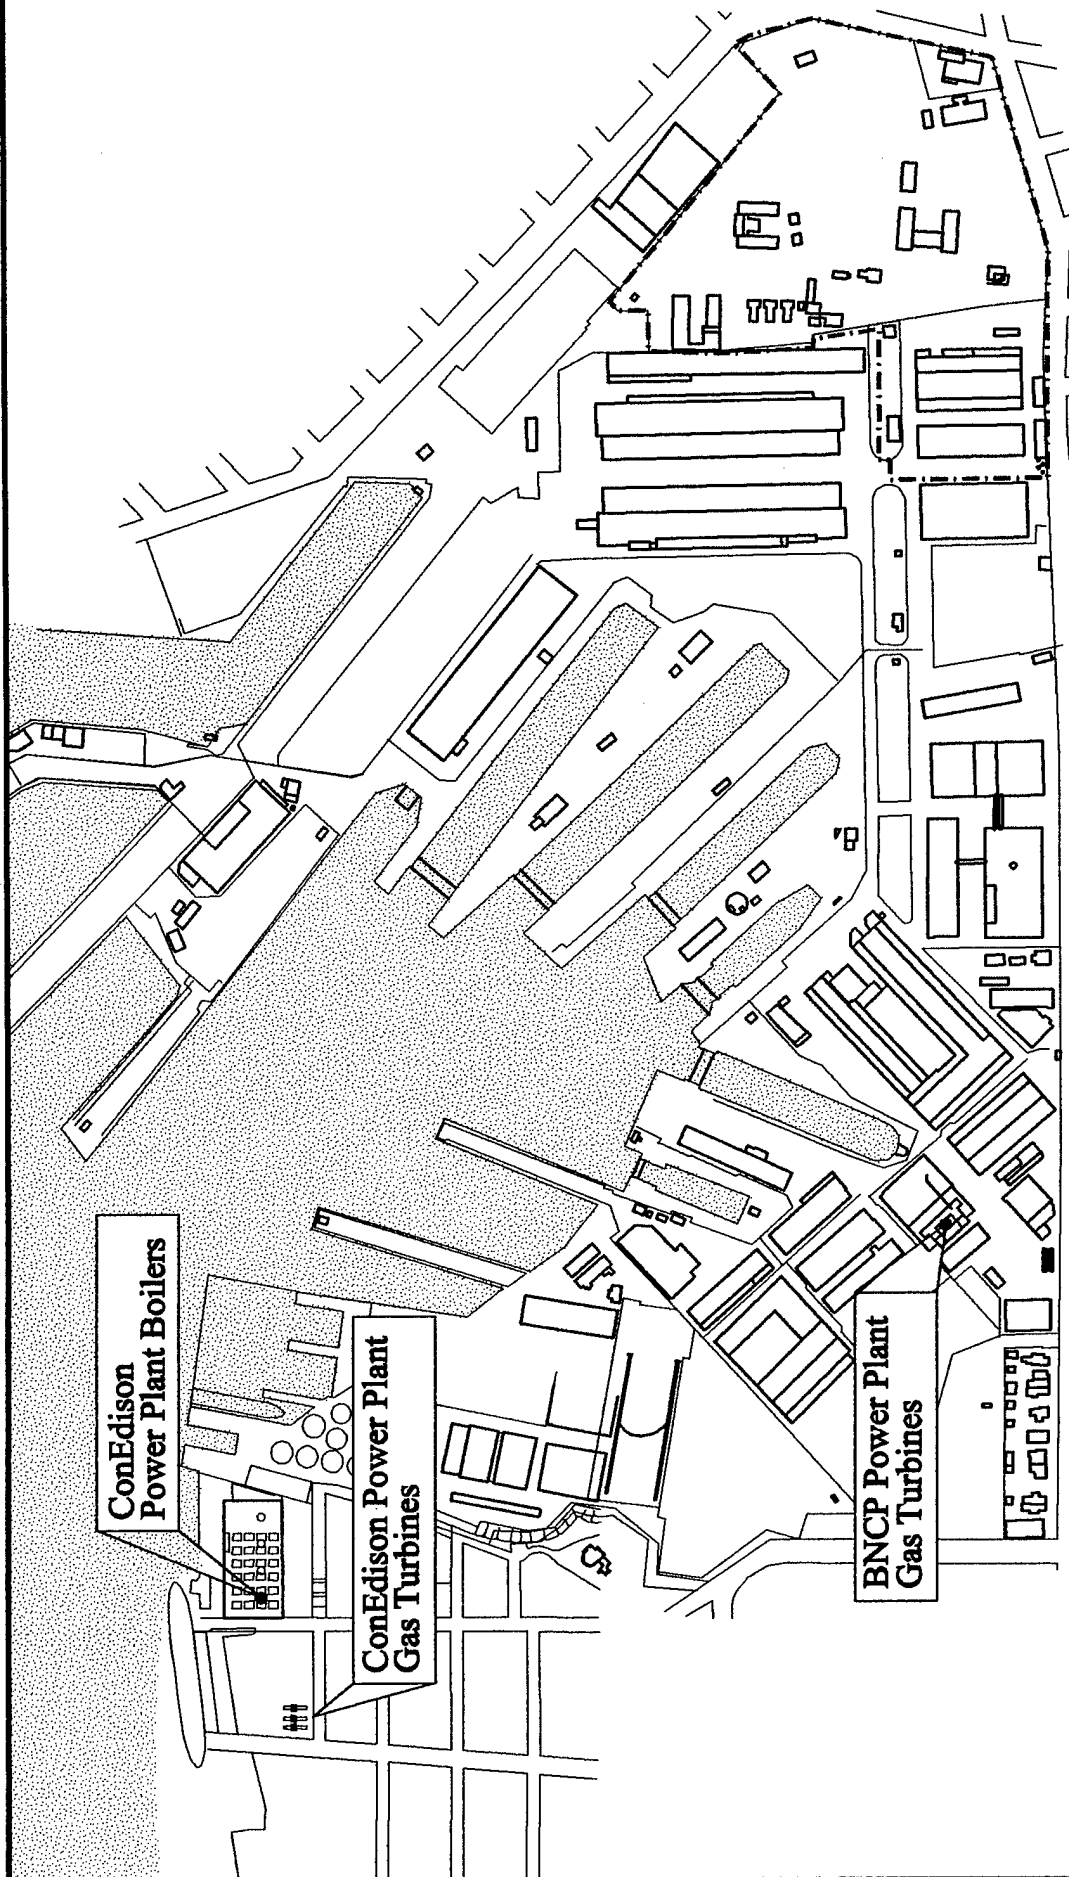 ConEdison
Power Plant Boilers
ConEdison Power Plant
Gas Turbines
BNCP Power Plant
Gas Turbines